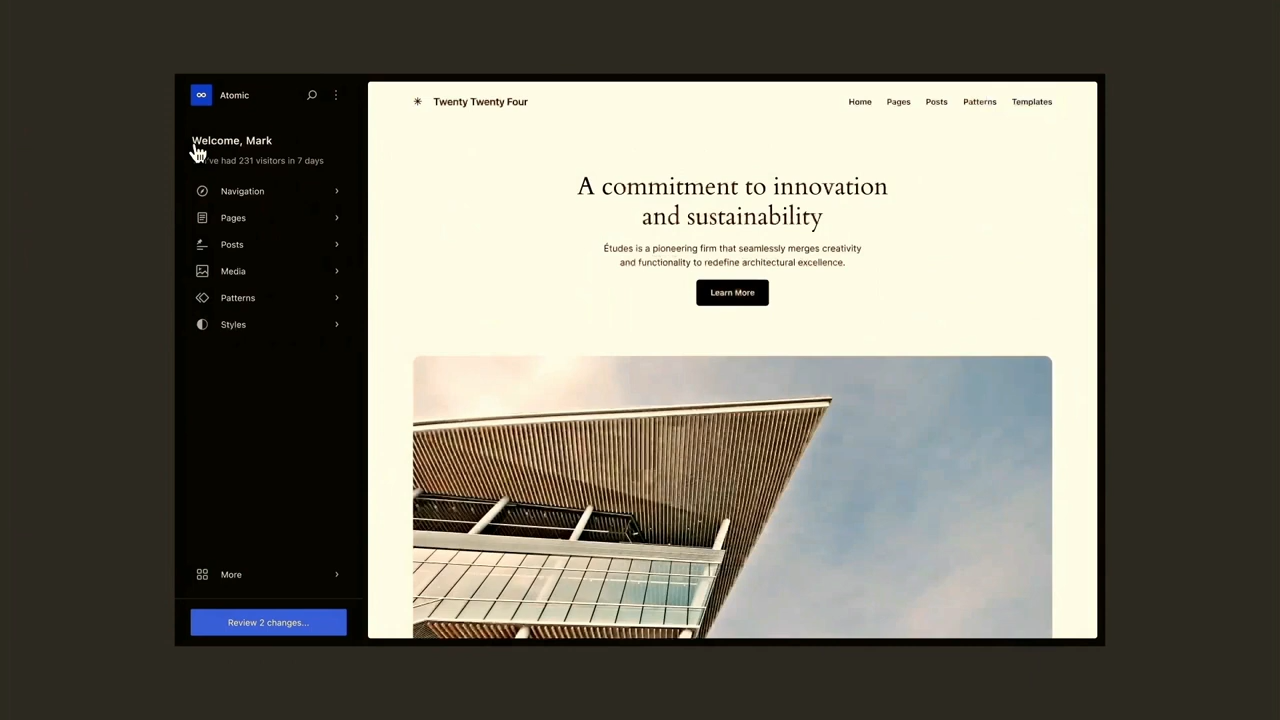 Atomic
Welcome, Mark
've had 231 visitors in 7 days
Navigation
Pages
Posts
Media
Patterns
Styles
More
Review 2 changes...
Twenty Twenty Four
Home Pages Posts Patterns Templates
A commitment to innovation
and sustainability
Études is a pioneering firm that seamlessly merges creativity
and functionality to redefine architectural excellence.
Learn More